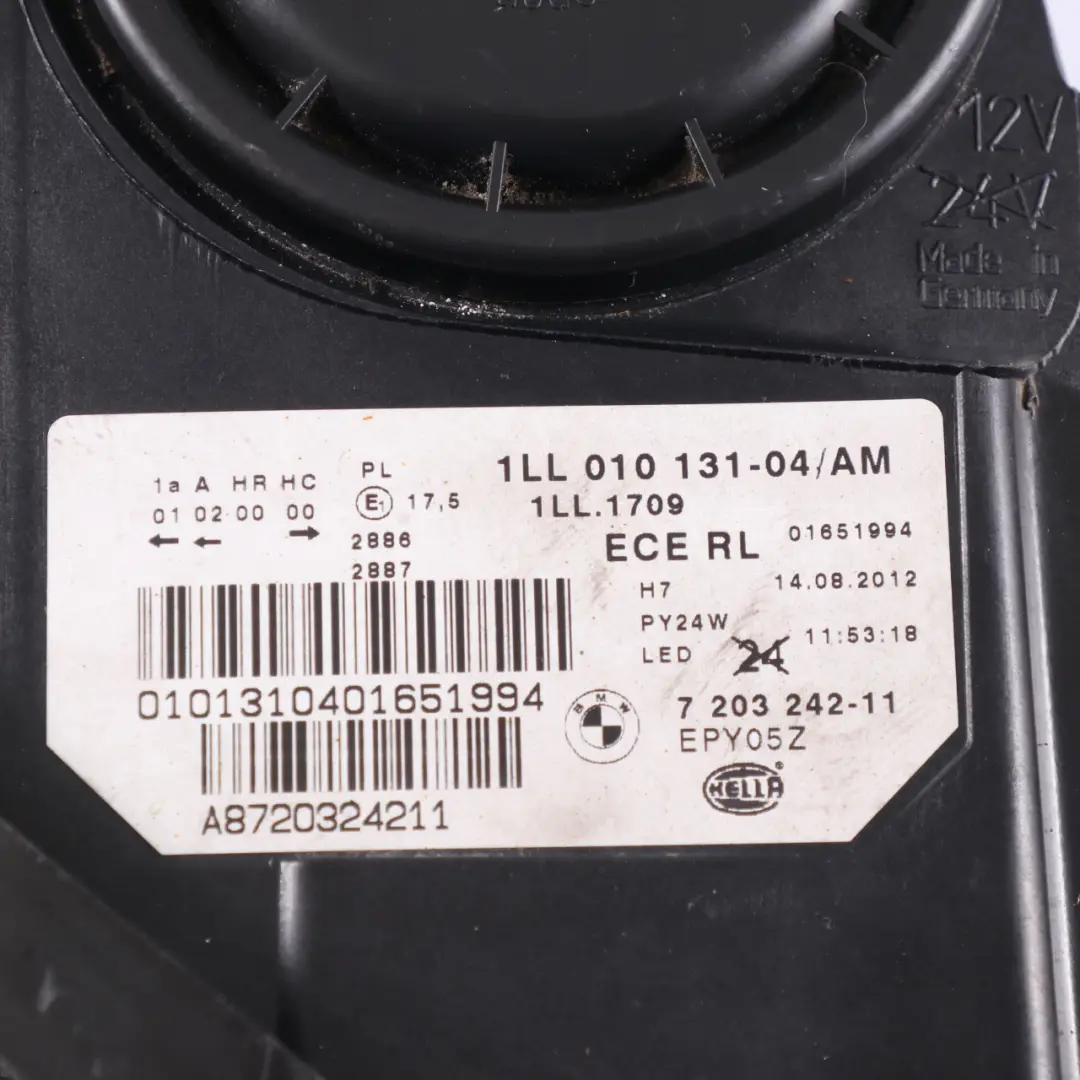 12V
24V
Made in
Germany
1a A HR HC
01 02 00 00
PL
E1 17,5
2886
2887
1LL 010 131-04/AM
1LL.1709
ECE RL 01651994
H7 14.08.2012
PY24W
LED 24 11:53:18
0101310401651994
BMW
7 203 242-11
EPY05Z
HELLA ®
A8720324211